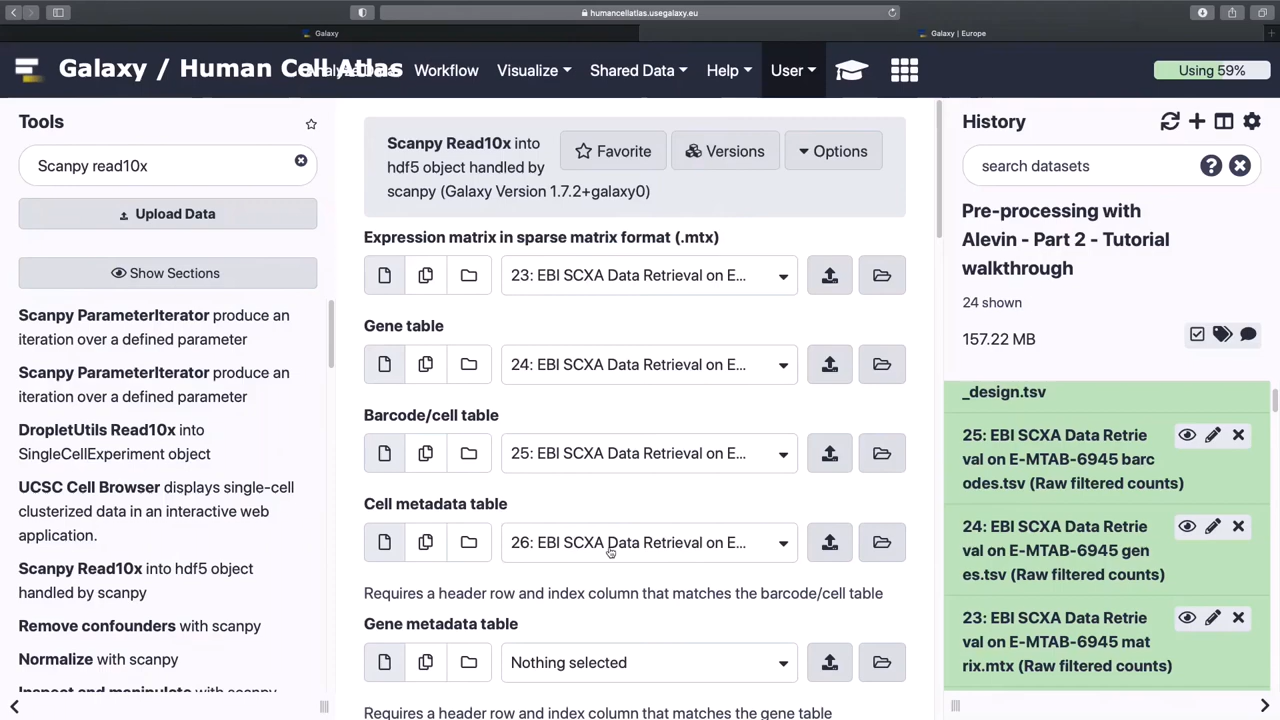 humancellatlas.usegalaxy.eu
Galaxy
Galaxy | Europe
Galaxy / Human Cell Atlas
Workflow
Visualize
Shared Data
Help
User
Using 59%
Tools
Scanpy read10x
Upload Data
Show Sections
Scanpy ParameterIterator produce an
iteration over a defined parameter
Scanpy ParameterIterator produce an
iteration over a defined parameter
DropletUtils Read10x into
SingleCellExperiment object
UCSC Cell Browser displays single-cell
clusterized data in an interactive web
application.
Scanpy Read10x into hdf5 object
handled by scanpy
Remove confounders with scanpy
Normalize with scanpy
Inspect and manipulate with scanpy
Scanpy Read10x into
hdf5 object handled by
scanpy (Galaxy Version 1.7.2+galaxy0)
Favorite
Versions
Options
Expression matrix in sparse matrix format (.mtx)
23: EBI SCXA Data Retrieval on E...
Gene table
24: EBI SCXA Data Retrieval on E...
Barcode/cell table
25: EBI SCXA Data Retrieval on E...
Cell metadata table
26: EBI SCXA Data Retrieval on E...
Requires a header row and index column that matches the barcode/cell table
Gene metadata table
Nothing selected
Requires a header row and index column that matches the gene table
History
search datasets
Pre-processing with
Alevin - Part 2 - Tutorial
walkthrough
24 shown
157.22 MB
_design.tsv
25: EBI SCXA Data Retrie
val on E-MTAB-6945 barc
odes.tsv (Raw filtered counts)
24: EBI SCXA Data Retrie
val on E-MTAB-6945 gen
es.tsv (Raw filtered counts)
23: EBI SCXA Data Retrie
val on E-MTAB-6945 mat
rix.mtx (Raw filtered counts)